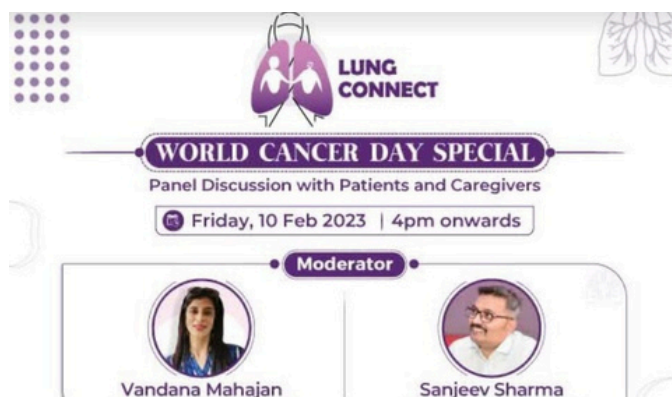 LUNG
CONNECT
WORLD CANCER DAY SPECIAL
Panel Discussion with Patients and Caregivers
Friday, 10 Feb 2023 | 4pm onwards
Moderator
Vandana Mahajan
Sanjeev Sharma